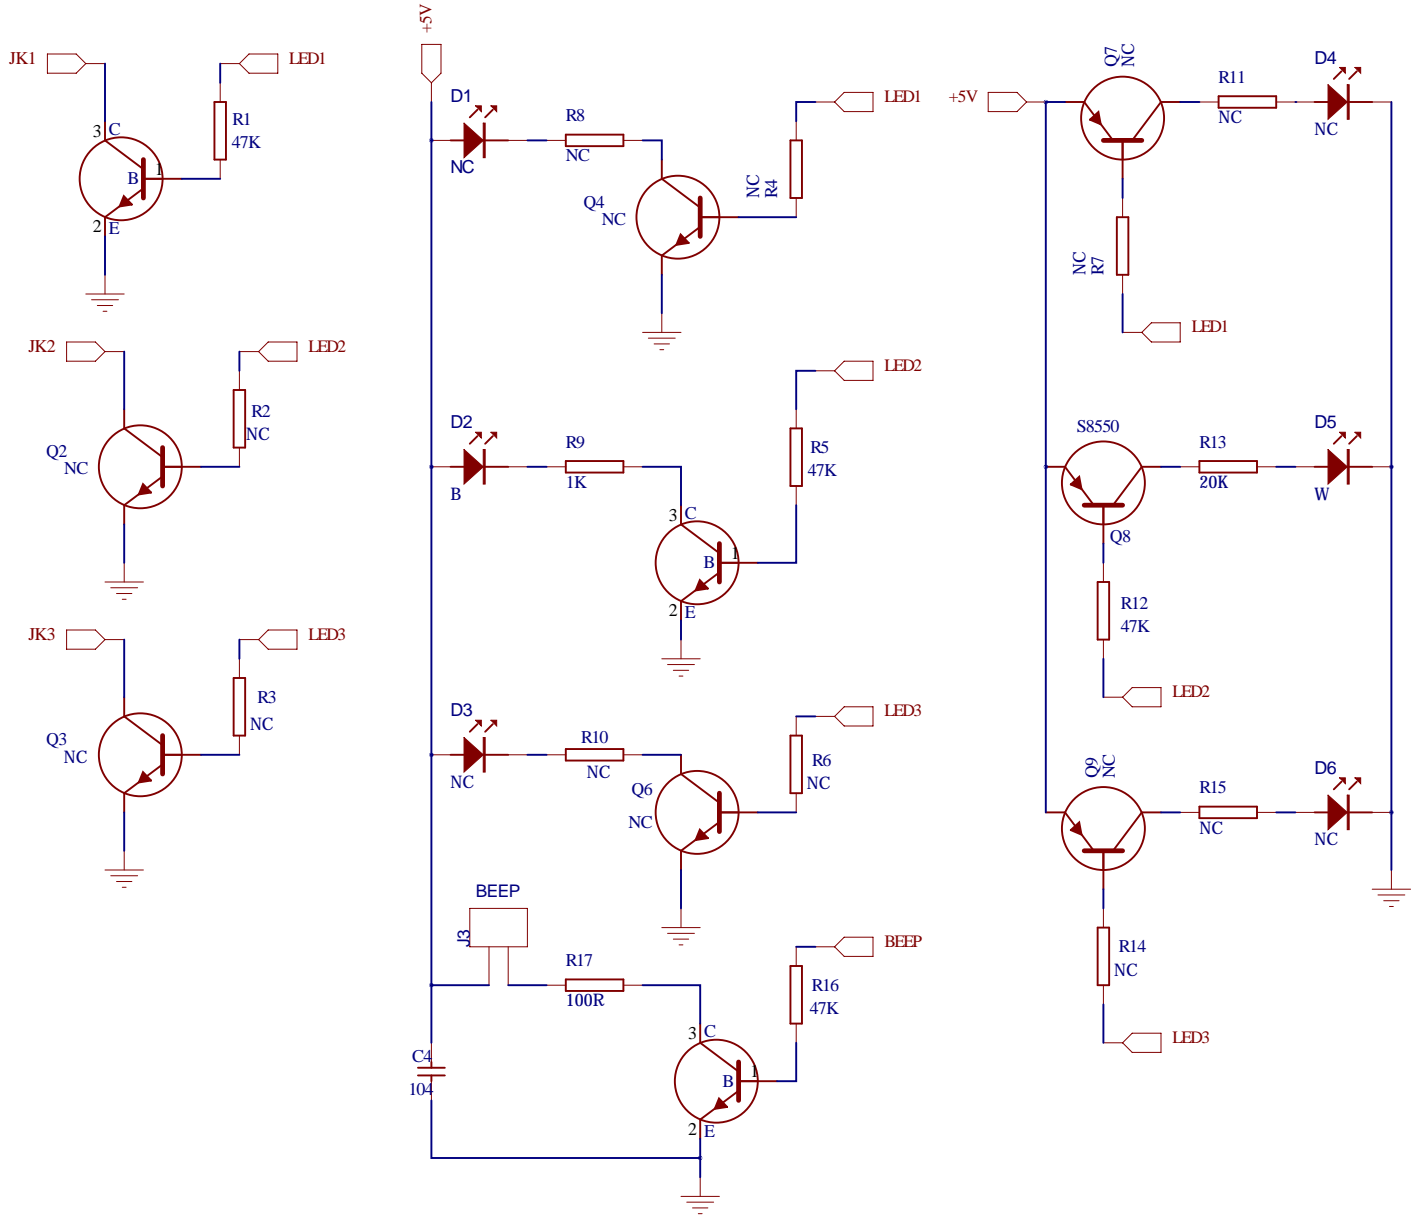 JK1
LED1
R1
47K
3
C
B
1
2
E
JK2
LED2
R2
NC
Q2
NC
JK3
LED3
R3
NC
Q3
NC
+5V
D1
NC
R8
NC
LED1
NC
R4
Q4
NC
LED2
D2
B
R9
1K
R5
47K
3
C
B
1
2
E
LED3
D3
NC
R10
NC
R6
NC
Q6
NC
BEEP
J3
R17
100R
BEEP
R16
47K
3
C
B
1
2
E
C4
104
+5V
Q7
NC
R11
NC
D4
NC
NC
R7
LED1
S8550
Q8
R13
20K
D5
W
R12
47K
LED2
Q9
NC
R15
NC
D6
NC
R14
NC
LED3